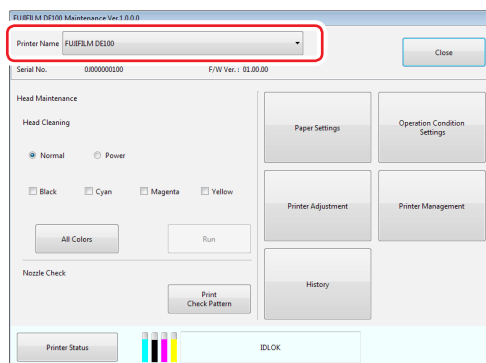 FUJIFILM DE100 Maintenance Ver.1.0.0.0
Printer Name FUJIFILM DE100
Close
Serial No. 0J000000100 F/W Ver. : 01.00.00
Head Maintenance
Head Cleaning
Normal Power
Black Cyan Magenta Yellow
All Colors Run
Nozzle Check
Print
Check Pattern
Paper Settings
Operation Condition
Settings
Printer Adjustment
Printer Management
History
Printer Status
IDLOK